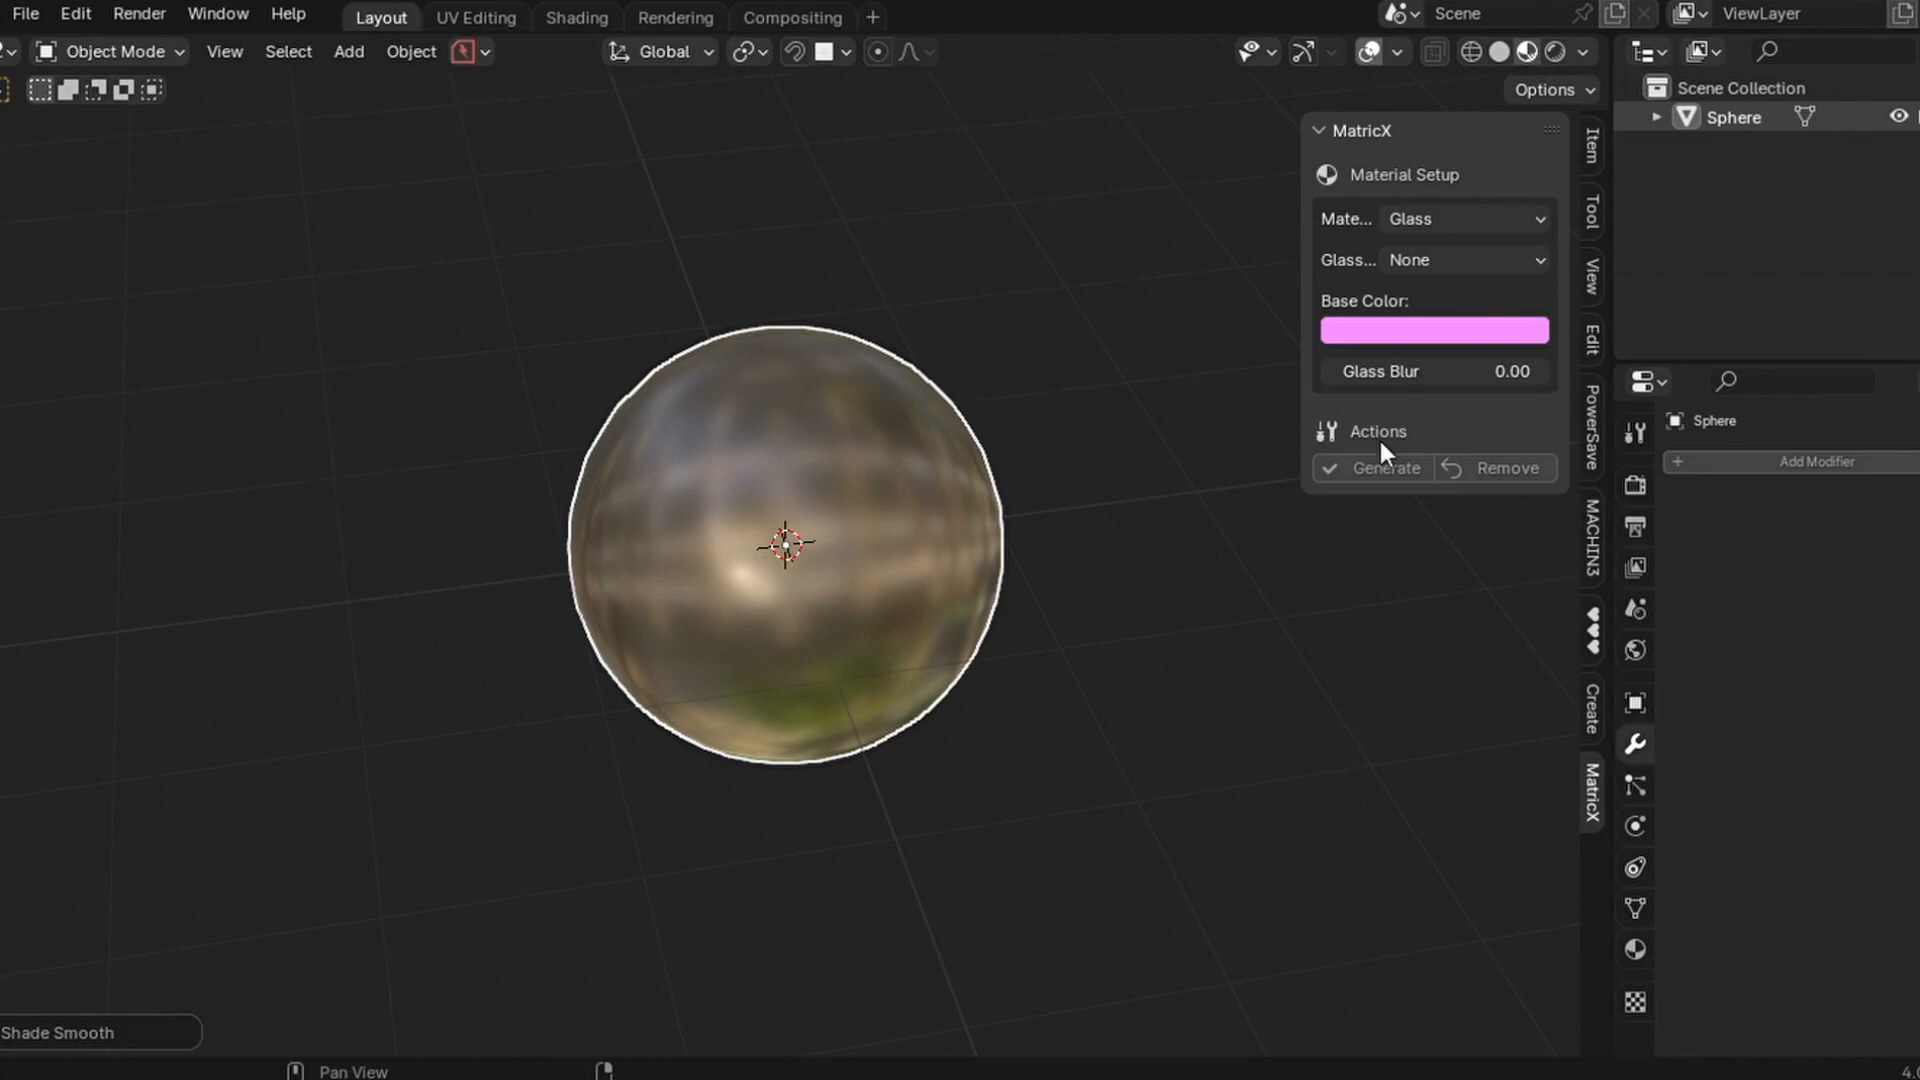 File Edit Render Window Help Layout UV Editing Shading Rendering Compositing + Scene ViewLayer
Object Mode View Select Add Object Global
Options
Scene Collection
Sphere
MatricX
Material Setup
Mate... Glass
Glass... None
Base Color:
Glass Blur 0.00
Actions
Generate Remove
Item
Tool
View
Edit
PowerSave
MACHIN3
♥♥♥
Create
MatricX
Sphere
+ Add Modifier
Shade Smooth
Pan View